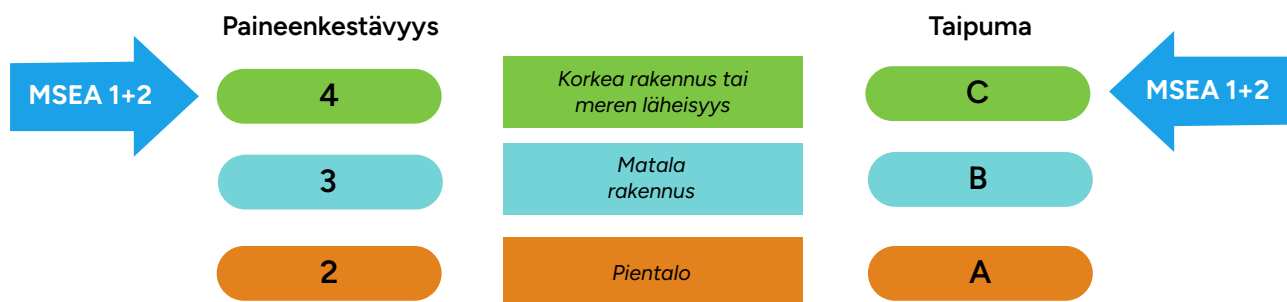 Paineenkestävyys
Taipuma
MSEA 1+2
4
Korkea rakennus tai
meren läheisyys
C
MSEA 1+2
3
Matala
rakennus
B
2
Pientalo
A